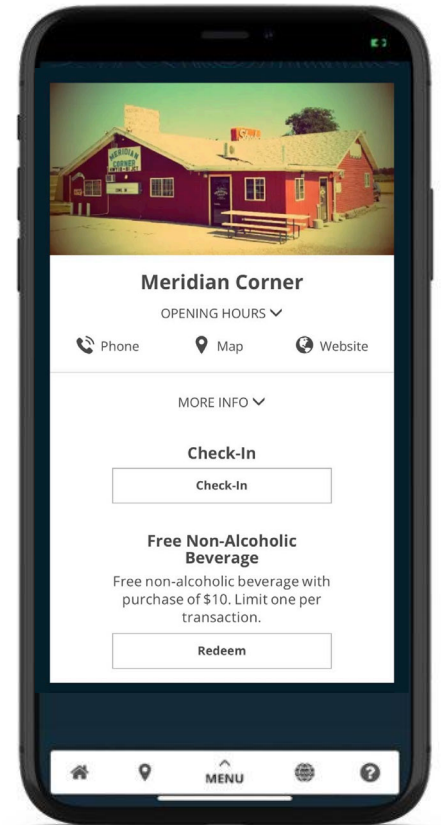 MERIDIAN
CORNER
Meridian Corner
OPENING HOURS
Phone
Map
Website
MORE INFO
Check-In
Check-In
Free Non-Alcoholic
Beverage
Free non-alcoholic beverage with
purchase of $10. Limit one per
transaction.
Redeem
MENU